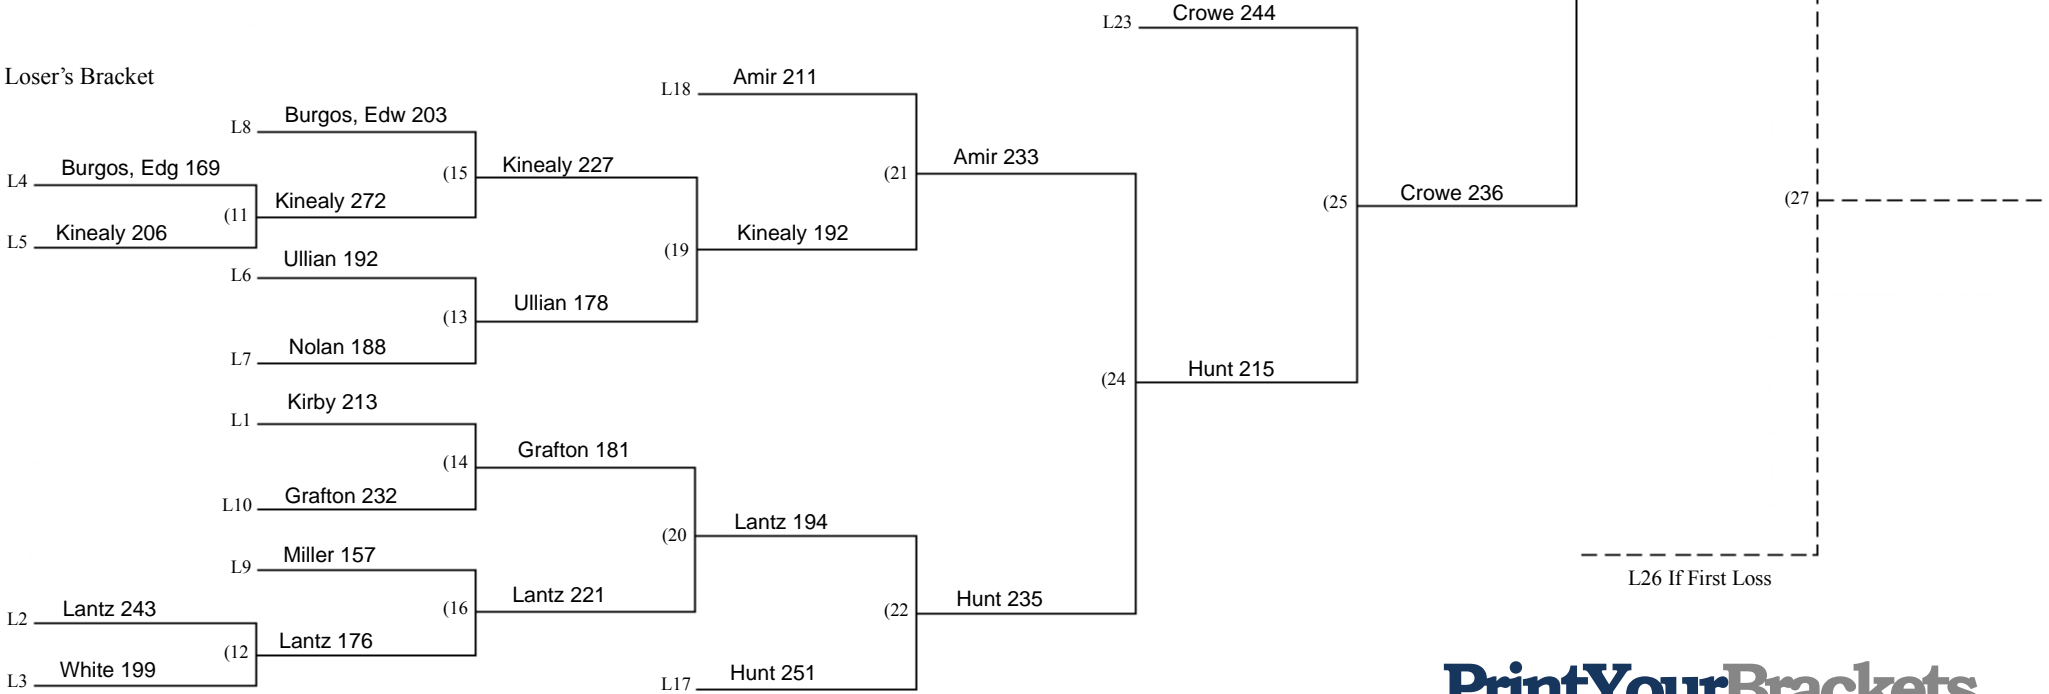 L23 Crowe 244
Loser’s Bracket
L18 Amir 211
L8 Burgos, Edw 203
L4 Burgos, Edg 169
(15 Kinealy 227
(21 Amir 233
(11 Kinealy 272
L5 Kinealy 206
(25 Crowe 236
(27
L6 Ullian 192
(19 Kinealy 192
(13 Ullian 178
L7 Nolan 188
(24 Hunt 215
L1 Kirby 213
(14 Grafton 181
L10 Grafton 232
(20 Lantz 194
L9 Miller 157
L26 If First Loss
(16 Lantz 221
(22 Hunt 235
L2 Lantz 243
(12 Lantz 176
L3 White 199
L17 Hunt 251
PrintYourBrackets